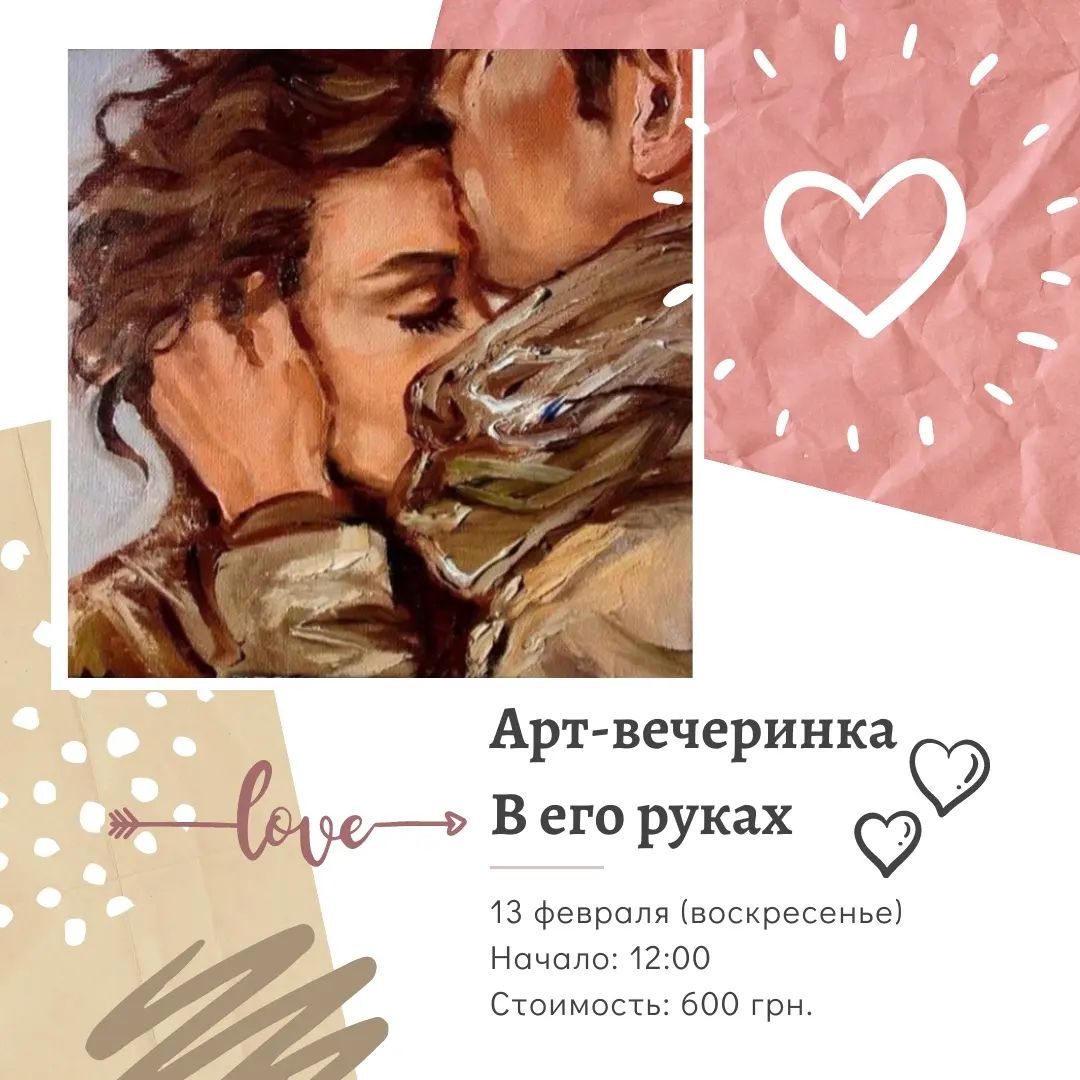 Арт-вечеринка
В его руках
love
13 февраля (воскресенье)
Начало: 12:00
Стоимость: 600 грн.